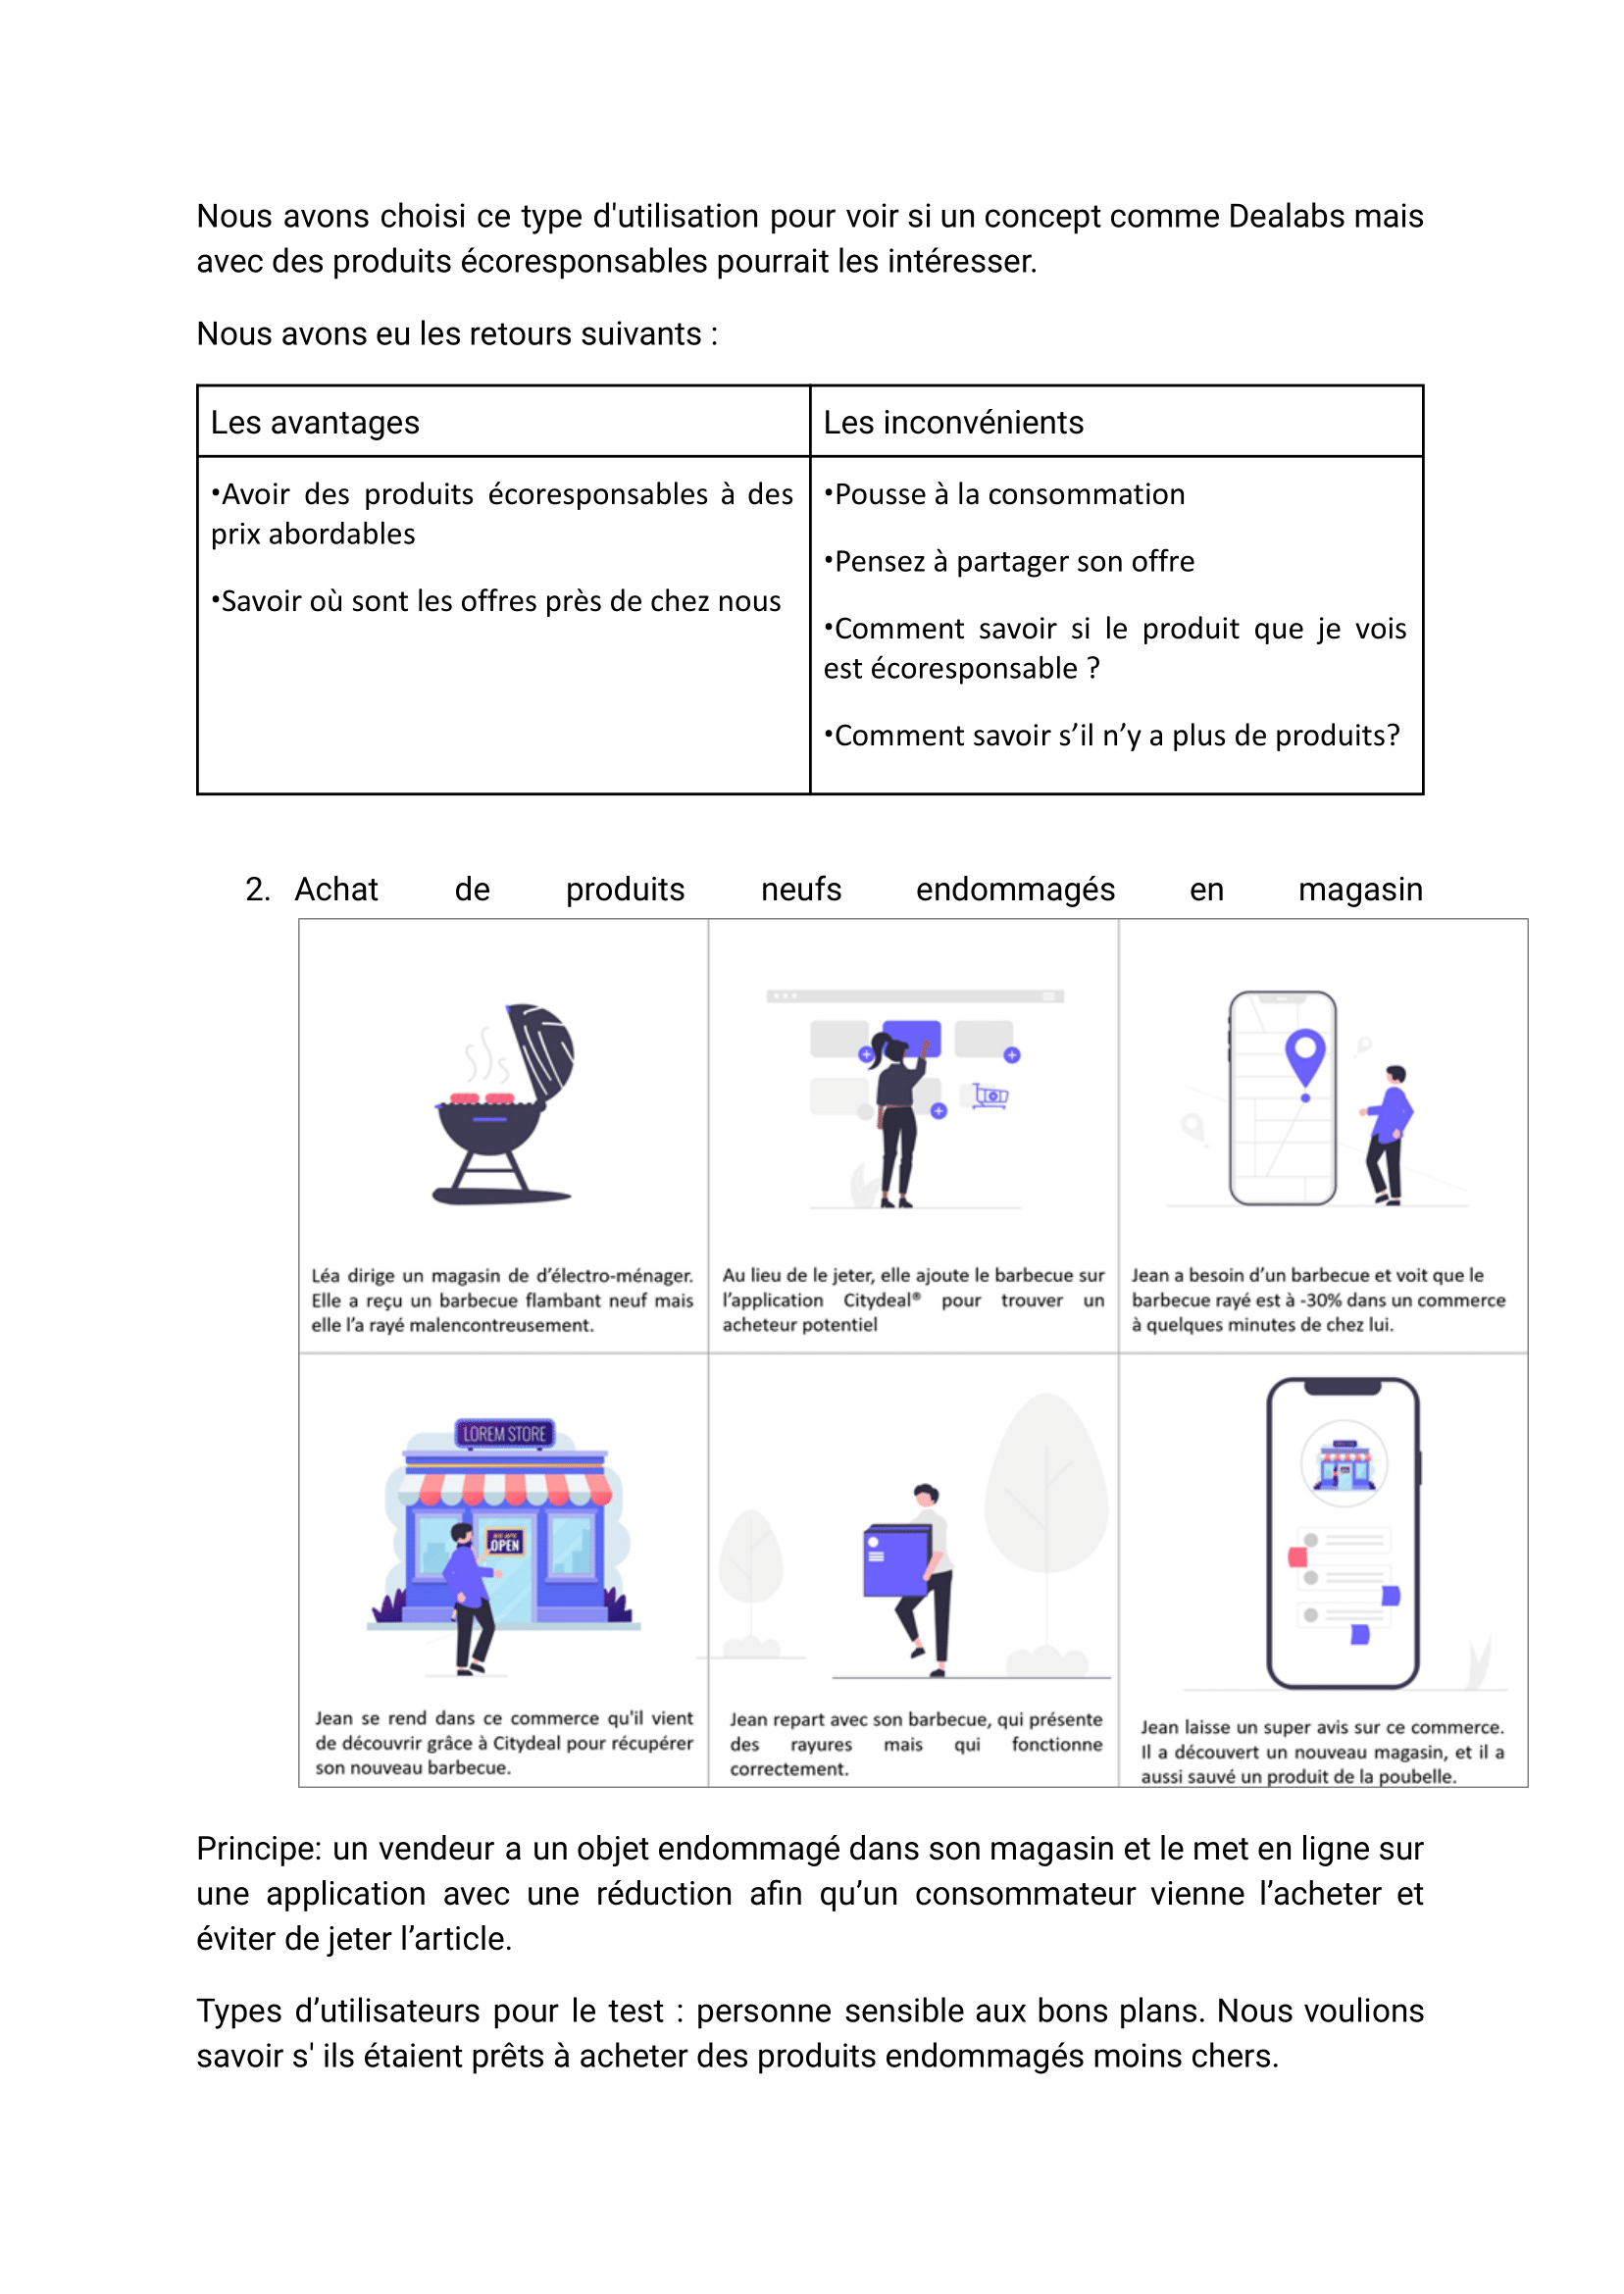 Nous avons choisi ce type d'utilisation pour voir si un concept comme Dealabs mais
avec des produits écoresponsables pourrait les intéresser.
Nous avons eu les retours suivants :
Les avantages
Les inconvénients
•Avoir des produits écoresponsables à des
prix abordables
•Savoir où sont les offres près de chez nous
•Pousse à la consommation
•Pensez à partager son offre
•Comment savoir si le produit que je vois
est écoresponsable ?
•Comment savoir s’il n’y a plus de produits?
2. Achat de produits neufs endommagés en magasin
Léa dirige un magasin de d’électro-ménager.
Elle a reçu un barbecue flambant neuf mais
elle l’a rayé malencontreusement.
Au lieu de le jeter, elle ajoute le barbecue sur
l’application Citydeal® pour trouver un
acheteur potentiel
Jean a besoin d’un barbecue et voit que le
barbecue rayé est à -30% dans un commerce
à quelques minutes de chez lui.
LOREM STORE
OPEN
Jean se rend dans ce commerce qu'il vient
de découvrir grâce à Citydeal pour récupérer
son nouveau barbecue.
Jean repart avec son barbecue, qui présente
des rayures mais qui fonctionne
correctement.
Jean laisse un super avis sur ce commerce.
Il a découvert un nouveau magasin, et il a
aussi sauvé un produit de la poubelle.
Principe: un vendeur a un objet endommagé dans son magasin et le met en ligne sur
une application avec une réduction afin qu’un consommateur vienne l’acheter et
éviter de jeter l’article.
Types d’utilisateurs pour le test : personne sensible aux bons plans. Nous voulions
savoir s' ils étaient prêts à acheter des produits endommagés moins chers.